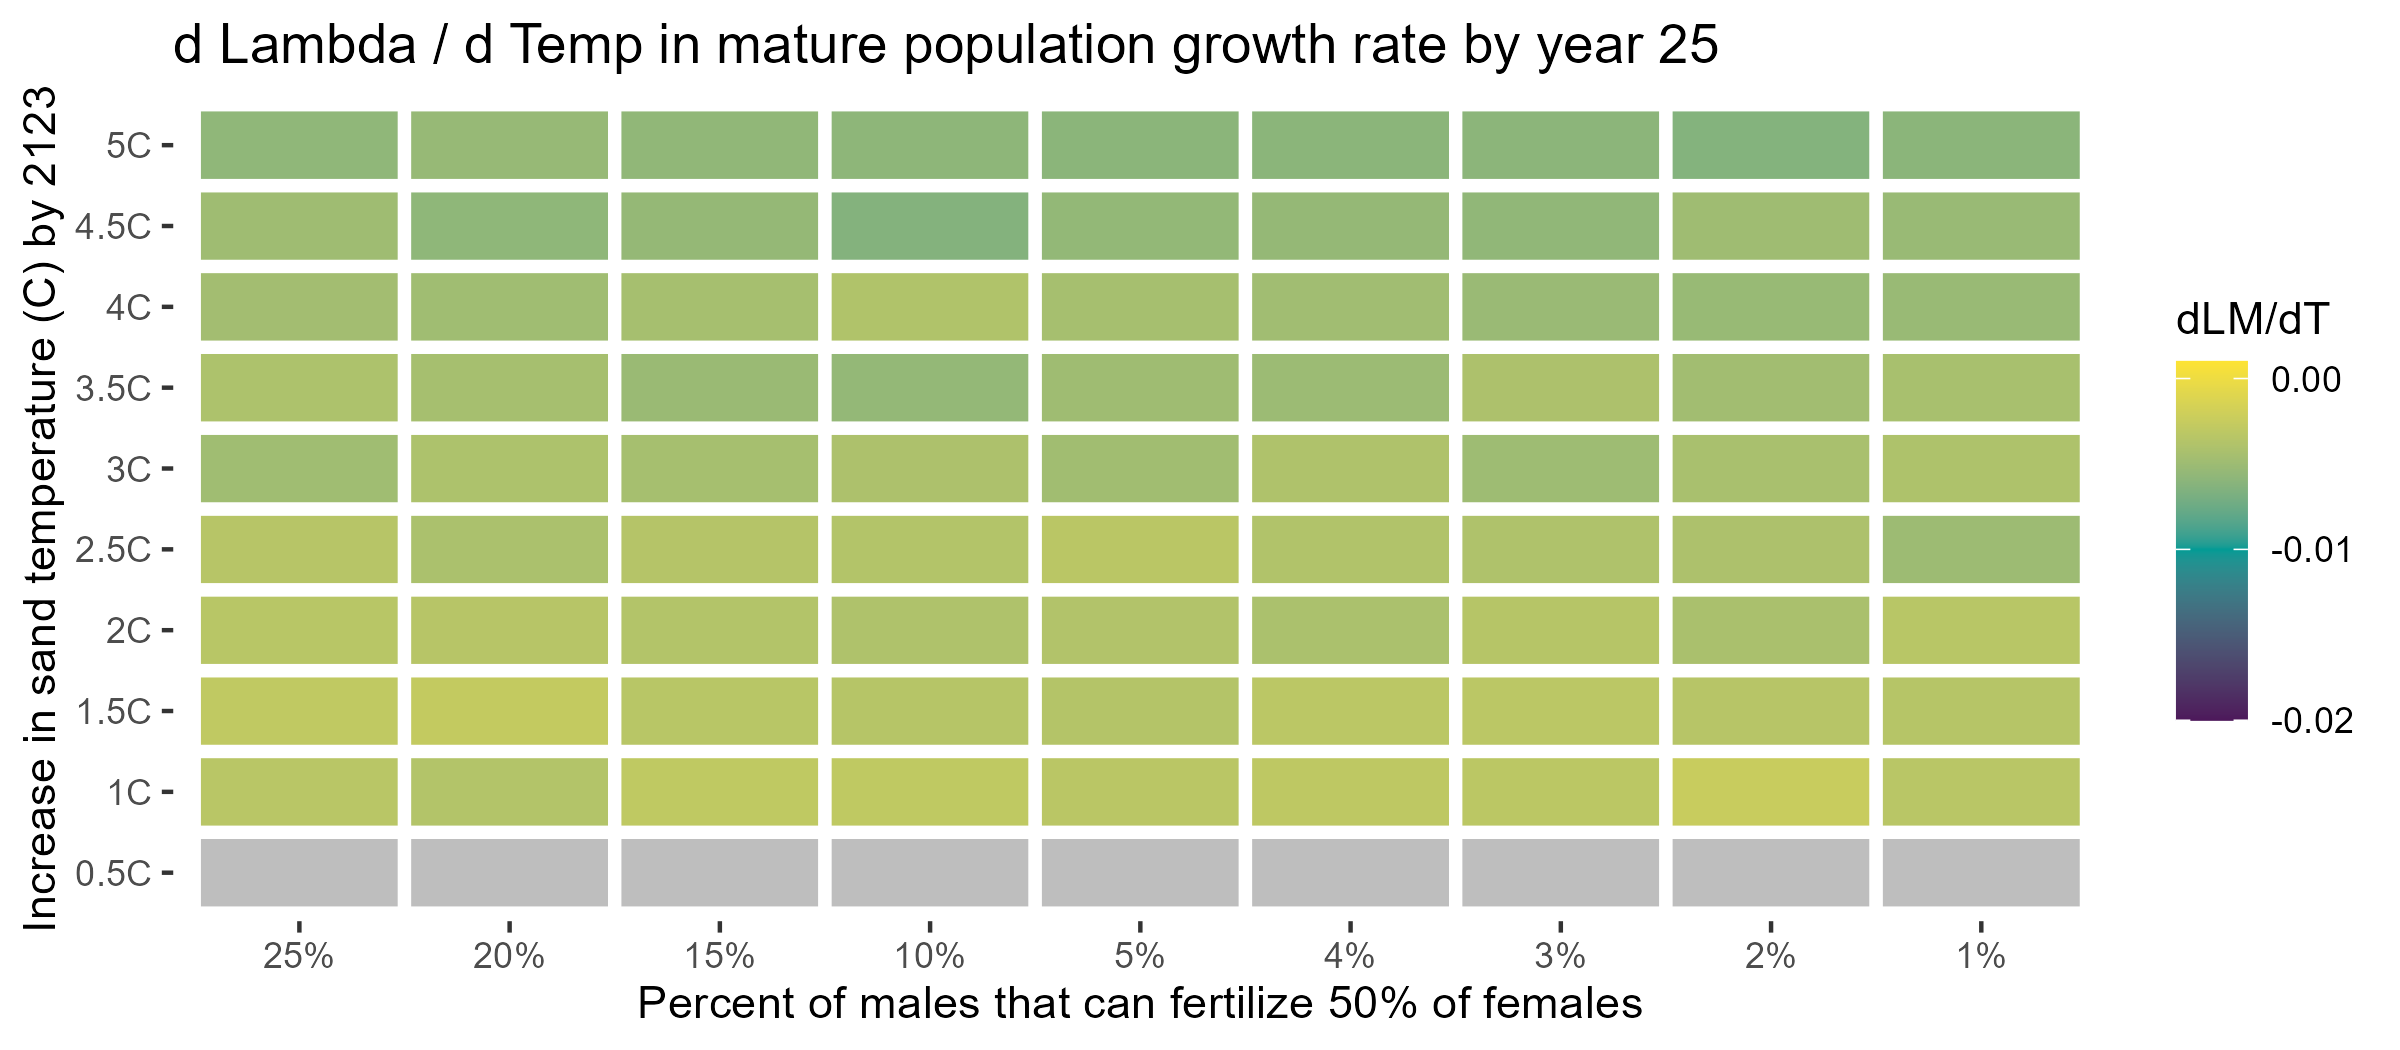 d Lambda / d Temp in mature population growth rate by year 25
Increase in sand temperature (C) by 2123
5C
4.5C
4C
3.5C
3C
2.5C
2C
1.5C
1C
0.5C
25% 20% 15% 10% 5% 4% 3% 2% 1%
Percent of males that can fertilize 50% of females
dLM/dT
0.00
-0.01
-0.02